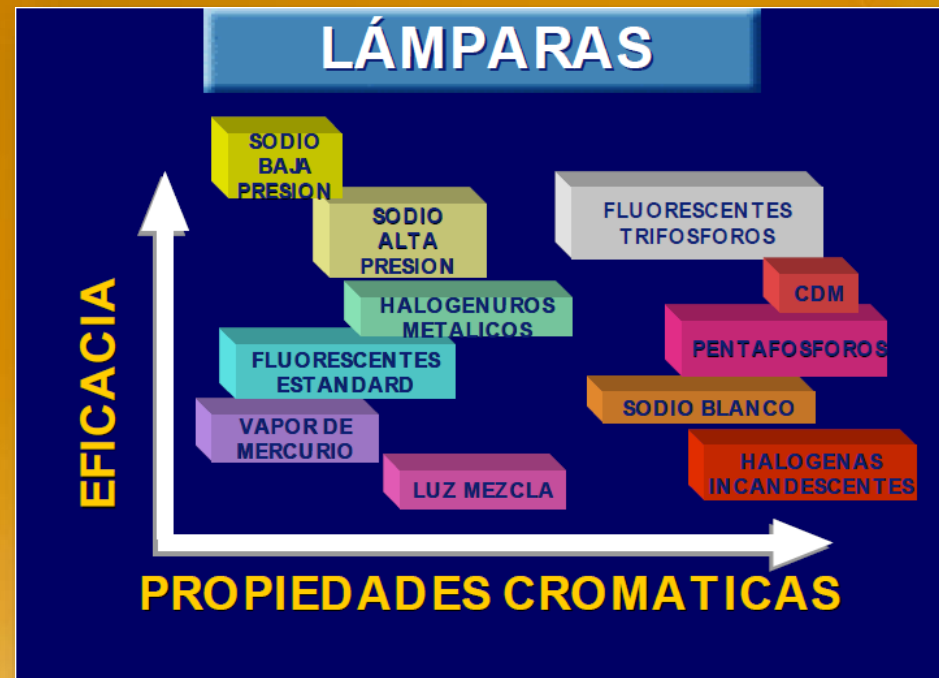 LÁMPARAS
SODIO
BAJA
PRESION
SODIO
ALTA
PRESION
HALOGENUROS
METALICOS
FLUORESCENTES
ESTANDARD
VAPOR DE
MERCURIO
LUZ MEZCLA
FLUORESCENTES
TRIFOSFOROS
CDM
PENTAFOSFOROS
SODIO BLANCO
HALOGENAS
INCANDESCENTES
EFICACIA
PROPIEDADES CROMATICAS